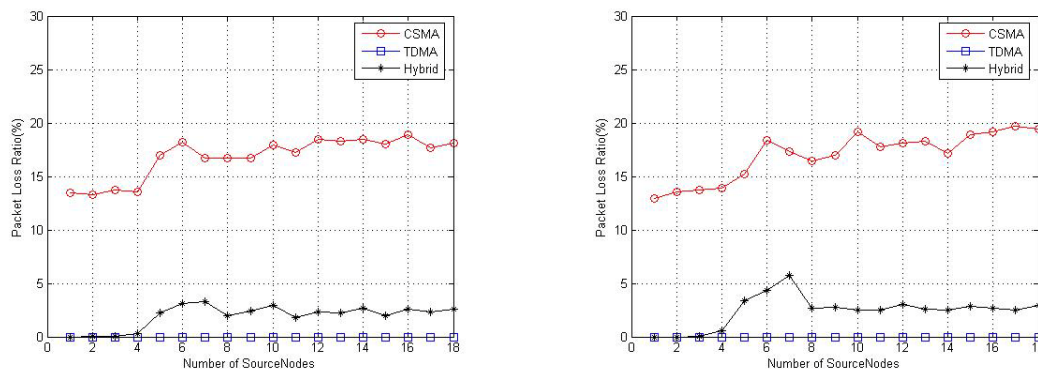 30
25
20
15
10
5
0
Packet Loss Ratio(%)
CSMA
TDMA
Hybrid
0 2 4 6 8 10 12 14 16 18
Number of SourceNodes
30
25
20
15
10
5
0
Packet Loss Ratio(%)
CSMA
TDMA
Hybrid
0 2 4 6 8 10 12 14 16
Number of SourceNodes